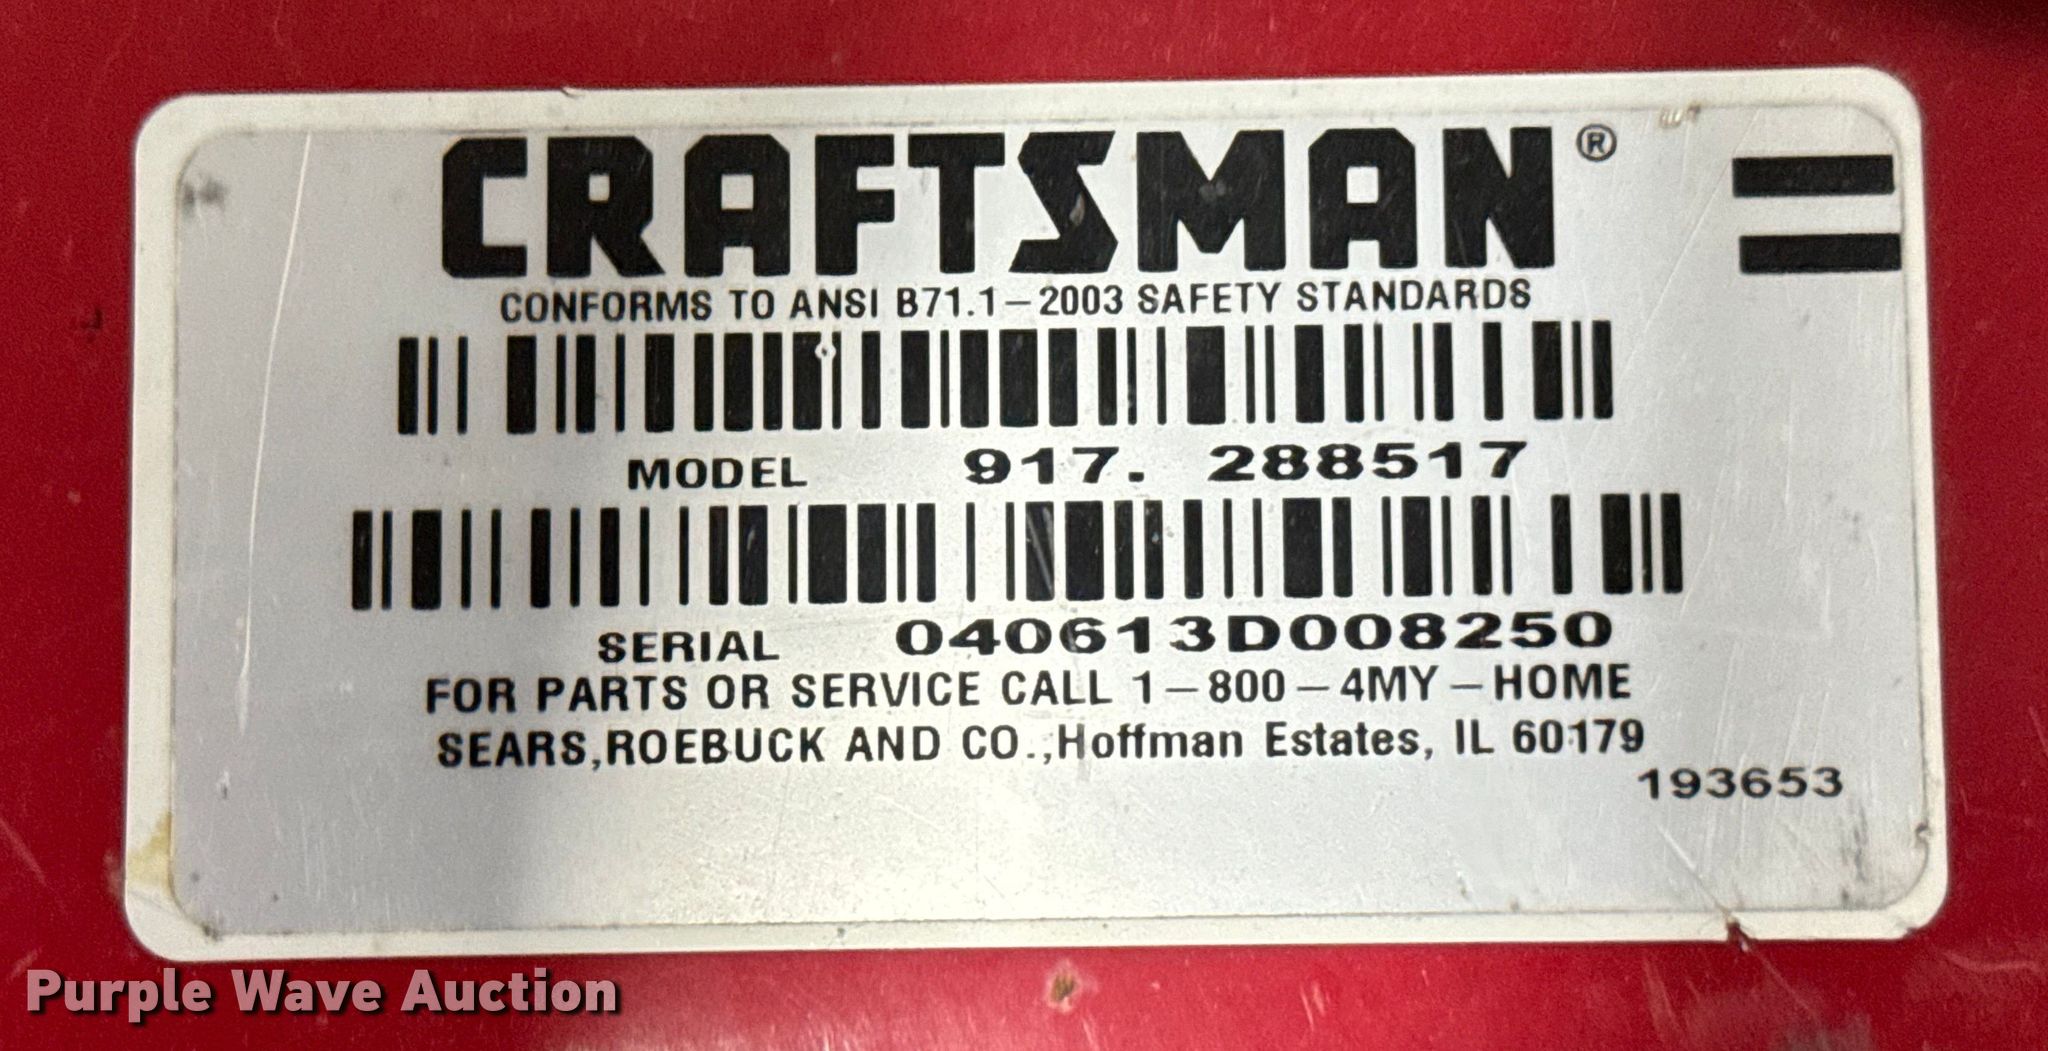 CRAFTSMAN®
CONFORMS TO ANSI B71.1-2003 SAFETY STANDARDS
MODEL 917. 288517
SERIAL 040613D008250
FOR PARTS OR SERVICE CALL 1-800-4MY-HOME
SEARS,ROEBUCK AND CO.,Hoffman Estates, IL 60179
193653
Purple Wave Auction